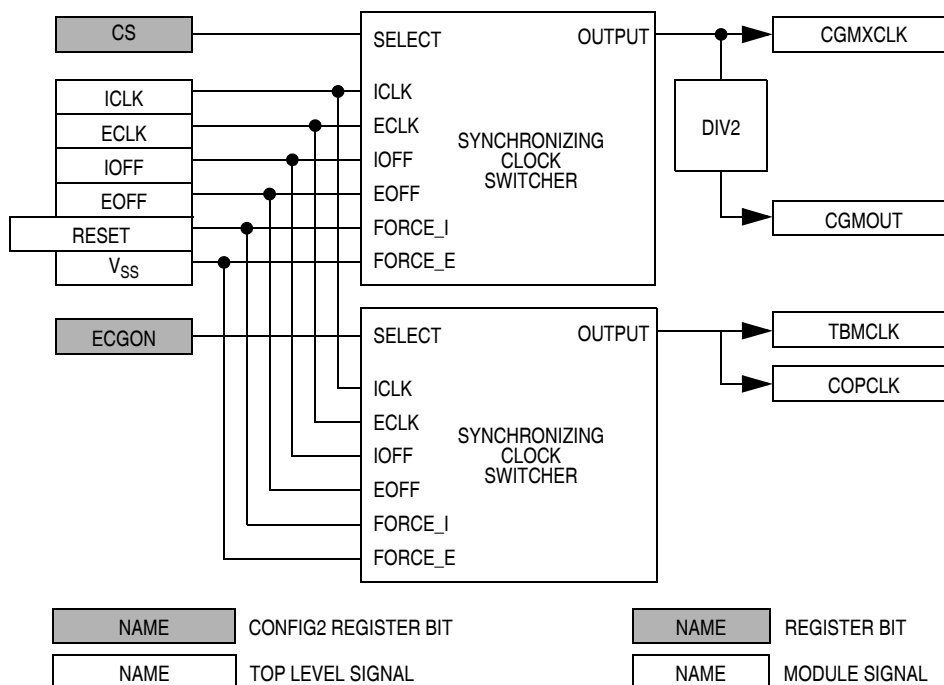 CS
ICLK
ECLK
IOFF
EOFF
RESET
VSS
SELECT
OUTPUT
ICLK
ECLK
IOFF
EOFF
FORCE_I
FORCE_E
SYNCHRONIZING
CLOCK
SWITCHER
CGMXCLK
DIV2
CGMOUT
ECGON
SELECT
OUTPUT
ICLK
ECLK
IOFF
EOFF
FORCE_I
FORCE_E
SYNCHRONIZING
CLOCK
SWITCHER
TBMCLK
COPCLK
NAME CONFIG2 REGISTER BIT
NAME TOP LEVEL SIGNAL
NAME REGISTER BIT
NAME MODULE SIGNAL